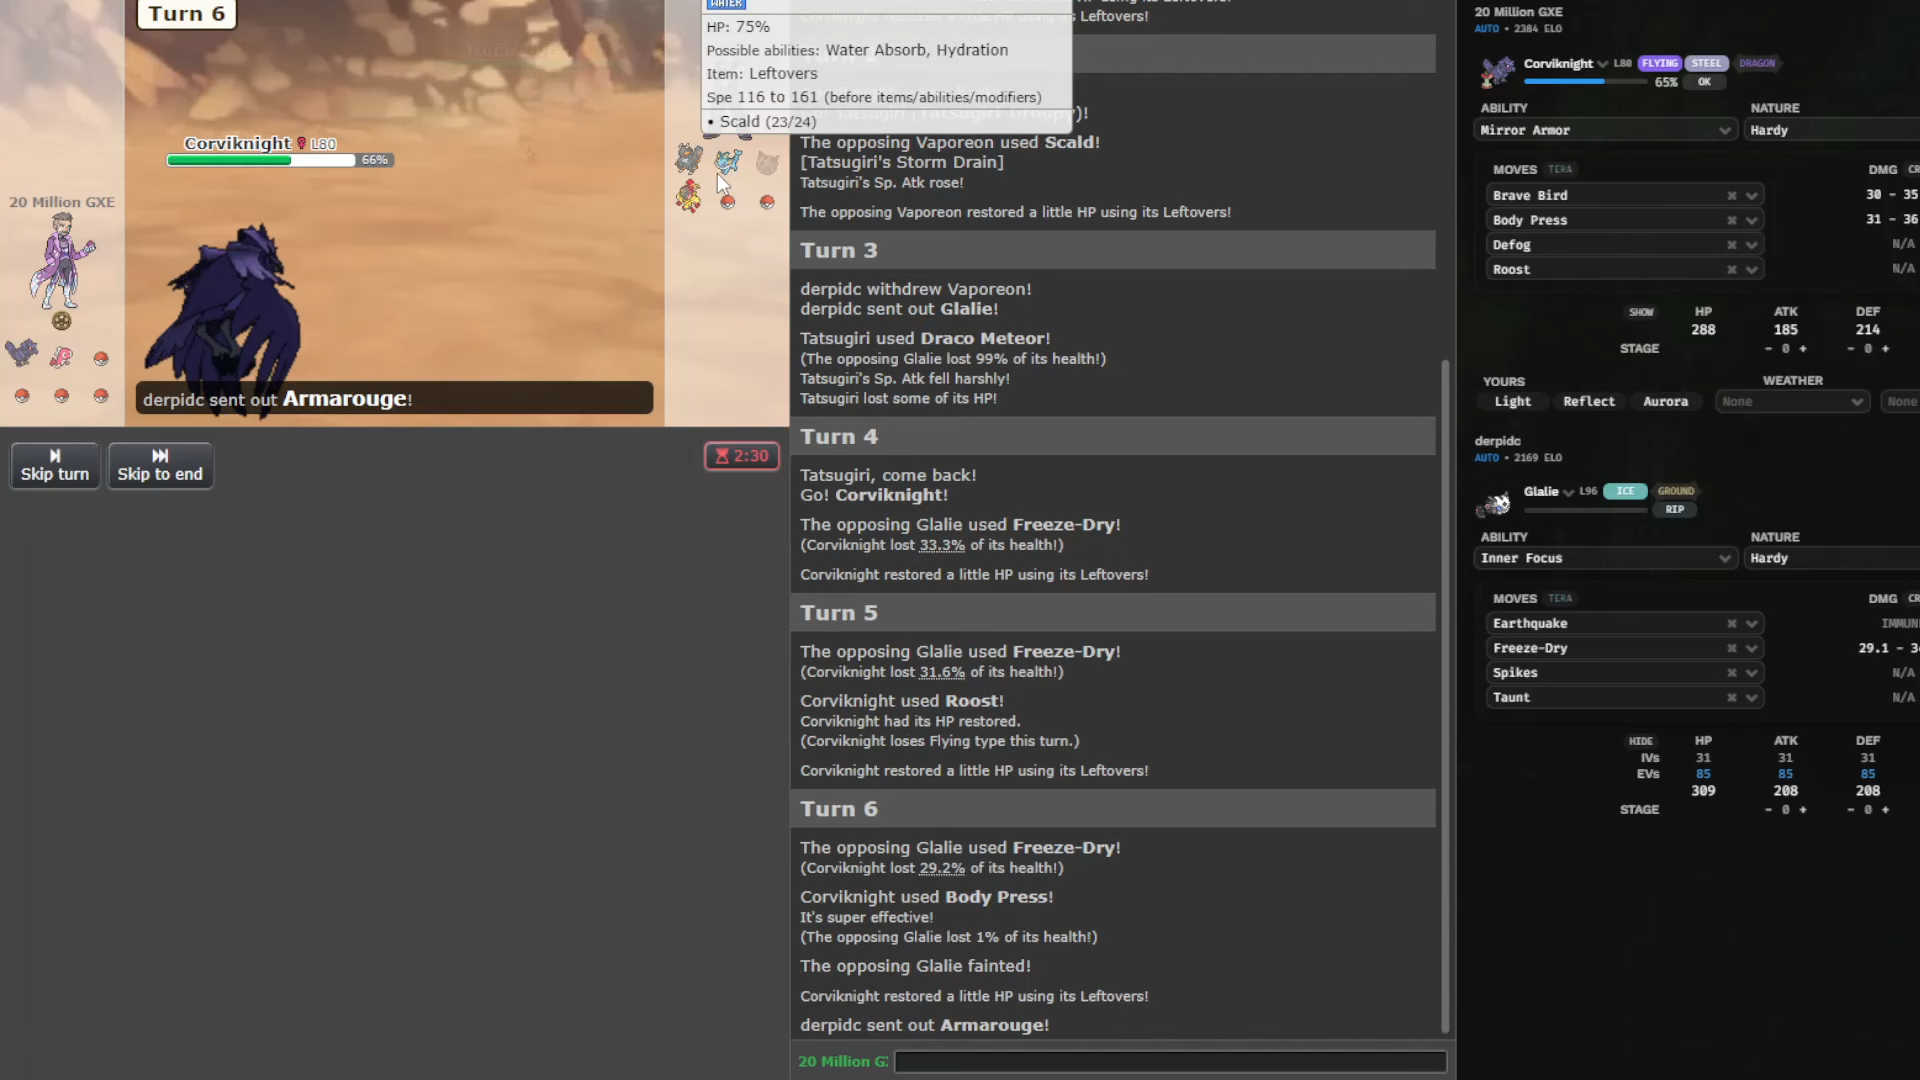 Turn 6
Corviknight L80
66%
20 Million GXE
derpidc sent out Armarouge!
Skip turn
Skip to end
2:30
WATER
HP: 75%
Possible abilities: Water Absorb, Hydration
Item: Leftovers
Spe 116 to 161 (before items/abilities/modifiers)
• Scald (23/24)
Leftovers!
The opposing Vaporeon used Scald!
[Tatsugiri's Storm Drain]
Tatsugiri's Sp. Atk rose!
The opposing Vaporeon restored a little HP using its Leftovers!
Turn 3
derpidc withdrew Vaporeon!
derpidc sent out Glalie!
Tatsugiri used Draco Meteor!
(The opposing Glalie lost 99% of its health!)
Tatsugiri's Sp. Atk fell harshly!
Tatsugiri lost some of its HP!
Turn 4
Tatsugiri, come back!
Go! Corviknight!
The opposing Glalie used Freeze-Dry!
(Corviknight lost 33.3% of its health!)
Corviknight restored a little HP using its Leftovers!
Turn 5
The opposing Glalie used Freeze-Dry!
(Corviknight lost 31.6% of its health!)
Corviknight used Roost!
Corviknight had its HP restored.
(Corviknight loses Flying type this turn.)
Corviknight restored a little HP using its Leftovers!
Turn 6
The opposing Glalie used Freeze-Dry!
(Corviknight lost 29.2% of its health!)
Corviknight used Body Press!
It's super effective!
(The opposing Glalie lost 1% of its health!)
The opposing Glalie fainted!
Corviknight restored a little HP using its Leftovers!
derpidc sent out Armarouge!
20 Million G
20 Million GXE
AUTO • 2384 ELO
Corviknight L80 FLYING STEEL DRAGON
65% OK
ABILITY NATURE
Mirror Armor Hardy
MOVES TERA DMG CR
Brave Bird 30 - 35
Body Press 31 - 36
Defog N/A
Roost N/A
SHOW HP ATK DEF
288 185 214
STAGE - 0 + - 0 +
YOURS WEATHER
Light Reflect Aurora None None
derpidc
AUTO • 2169 ELO
Glalie L96 ICE GROUND
RIP
ABILITY NATURE
Inner Focus Hardy
MOVES TERA DMG CR
Earthquake IMMUN
Freeze-Dry 29.1 - 3
Spikes N/A
Taunt N/A
HIDE HP ATK DEF
IVs 31 31 31
EVs 85 85 85
309 208 208
STAGE - 0 + - 0 +